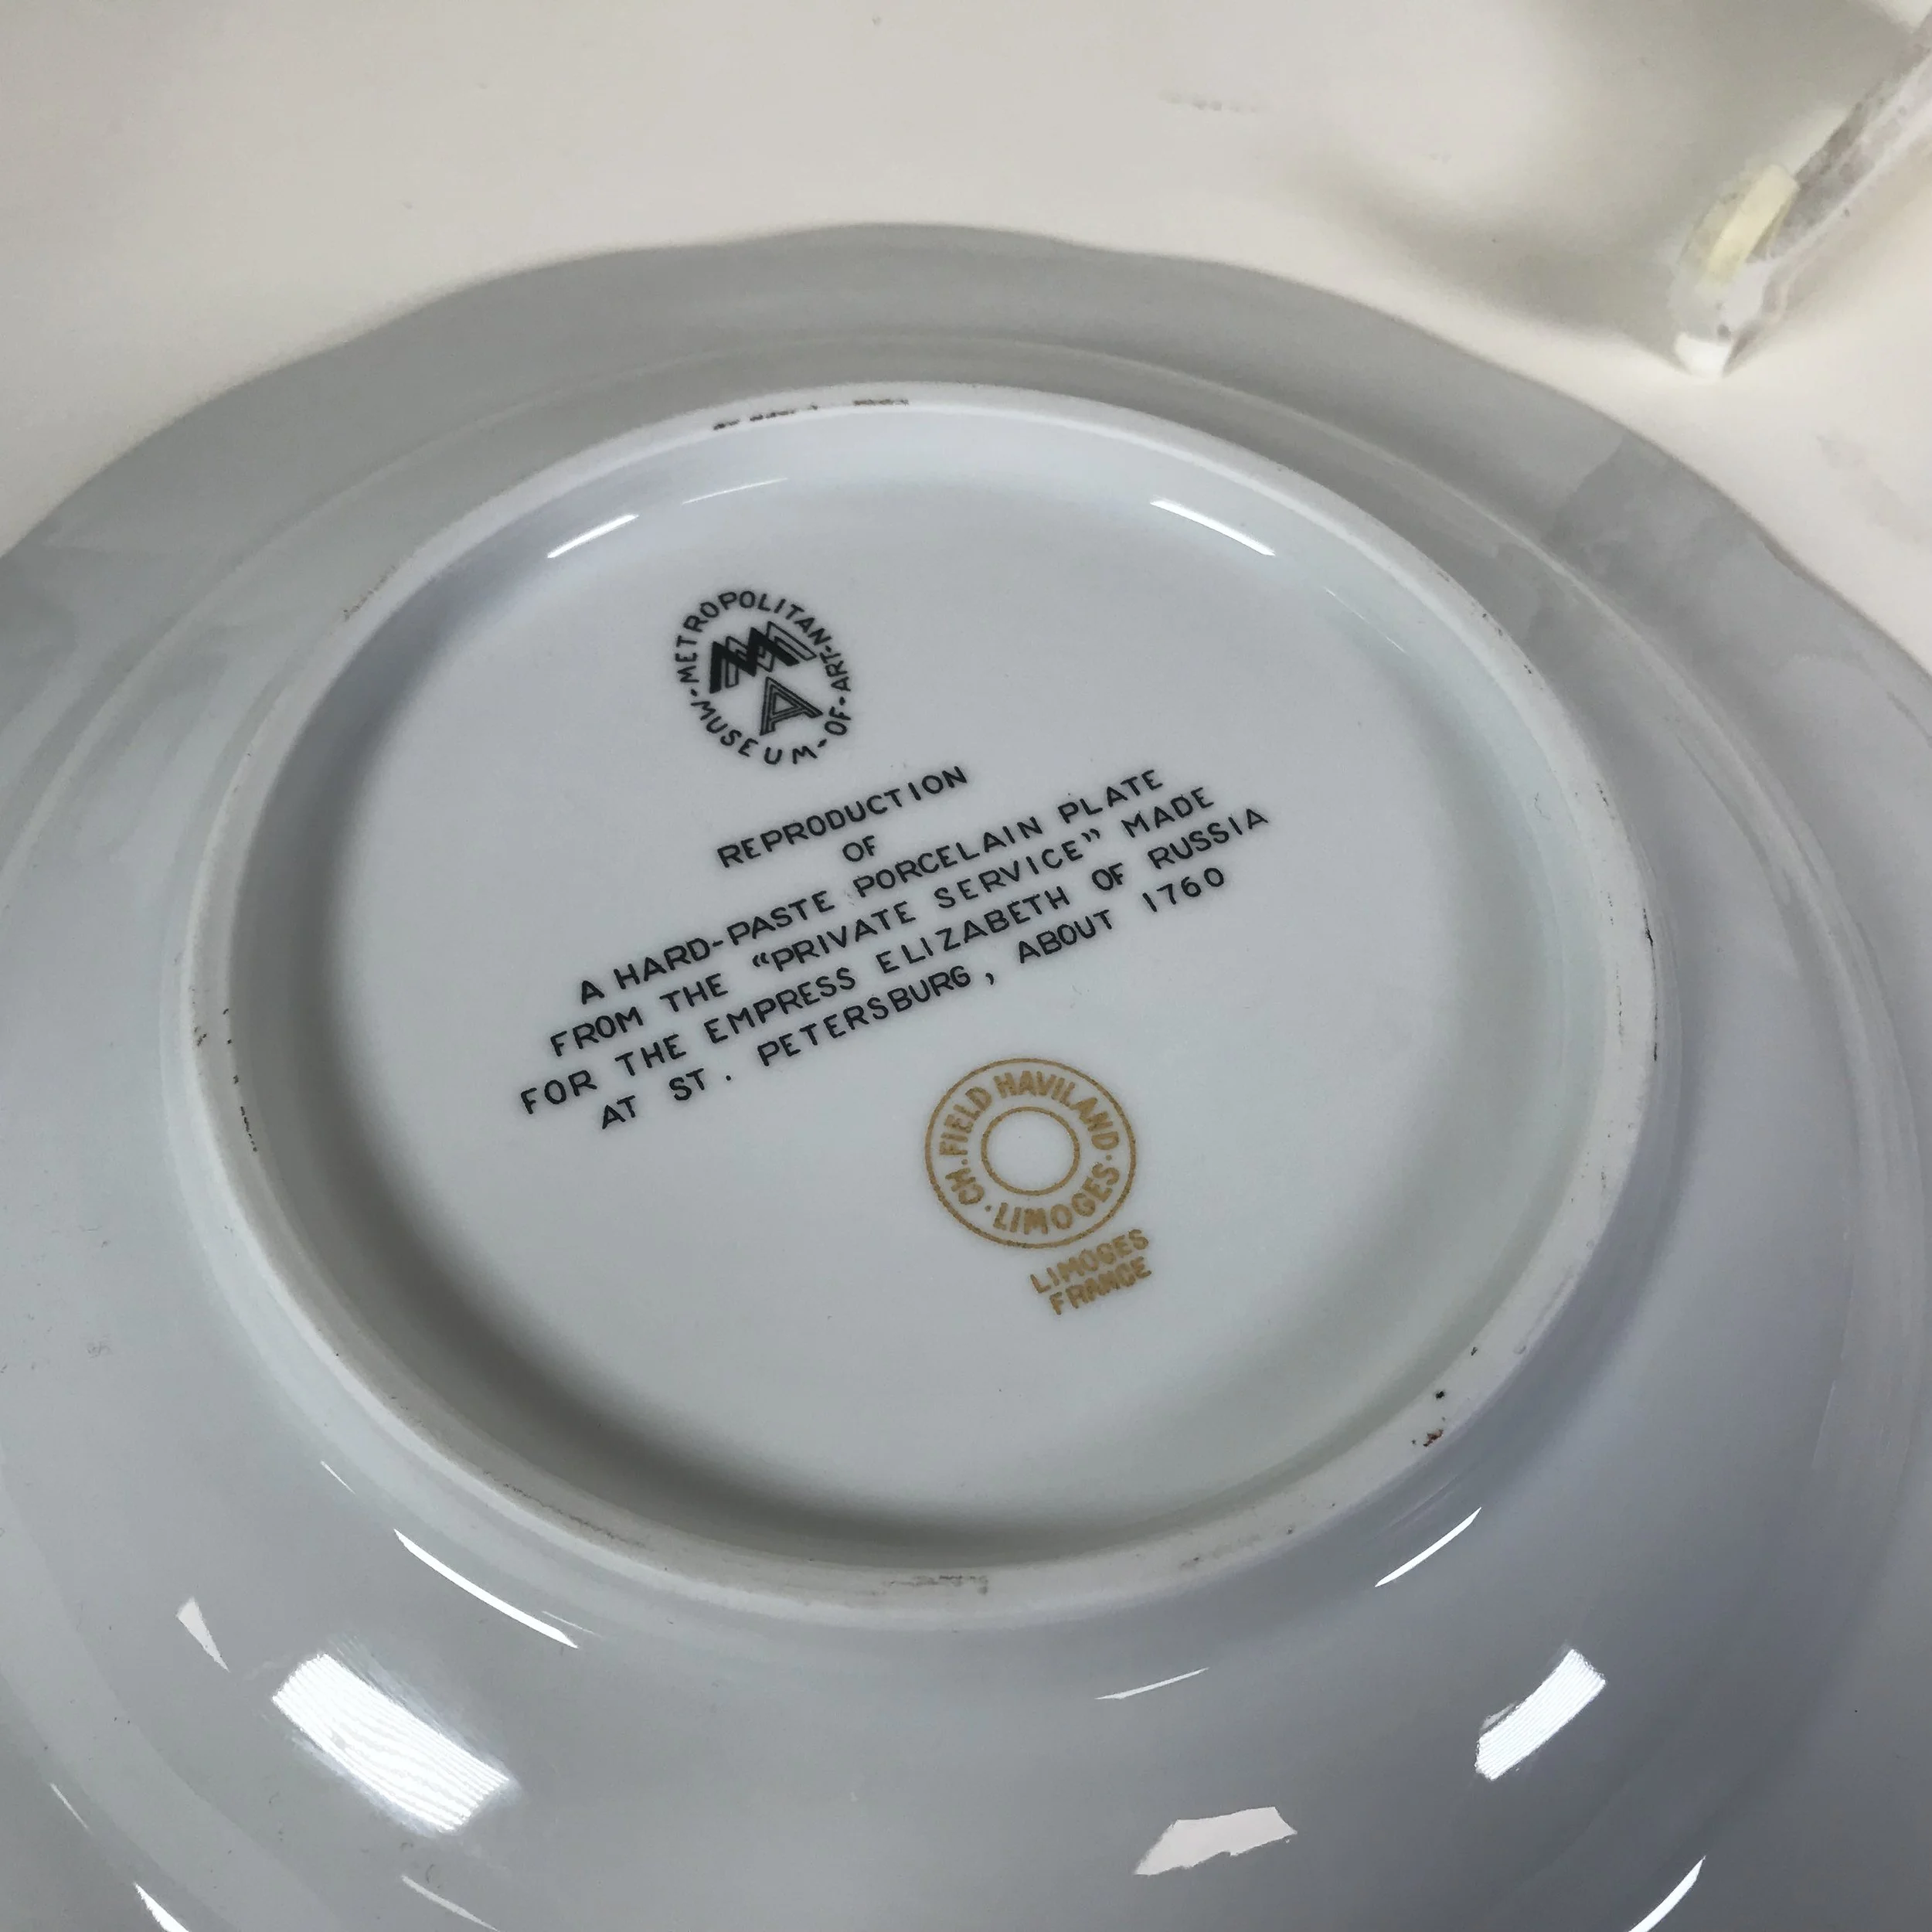 METROPOLITAN-
MUSEUM-OF-ART-
MMA
REPRODUCTION
OF
A HARD-PASTE PORCELAIN PLATE
FROM THE “PRIVATE SERVICE” MADE
FOR THE EMPRESS ELIZABETH OF RUSSIA
AT ST. PETERSBURG, ABOUT 1760
CH. FIELD HAVILAND
· LIMOGES ·
LIMOGES
FRANCE